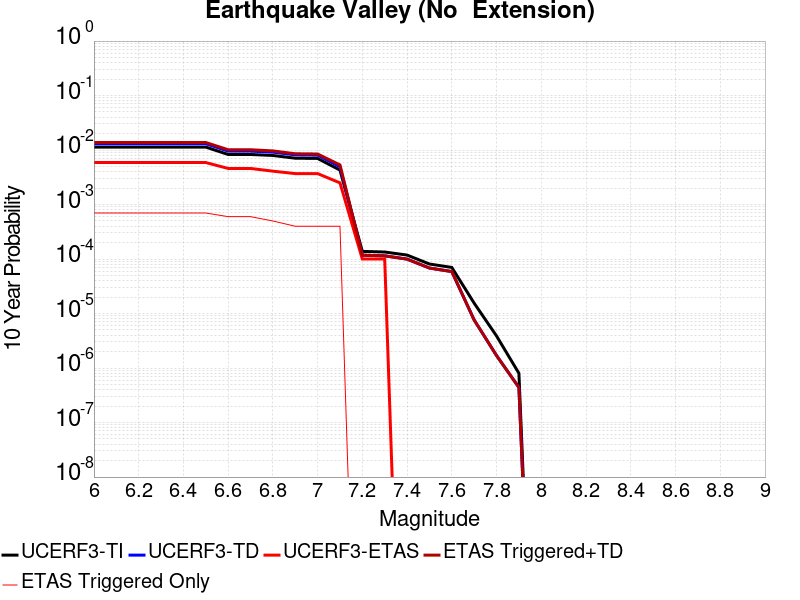 Earthquake Valley (No  Extension)
10^0
10^-1
10^-2
10^-3
10^-4
10^-5
10^-6
10^-7
10^-8
10 Year Probability
6 6.2 6.4 6.6 6.8 7 7.2 7.4 7.6 7.8 8 8.2 8.4 8.6 8.8 9
Magnitude
UCERF3-TI UCERF3-TD UCERF3-ETAS ETAS Triggered+TD
ETAS Triggered Only